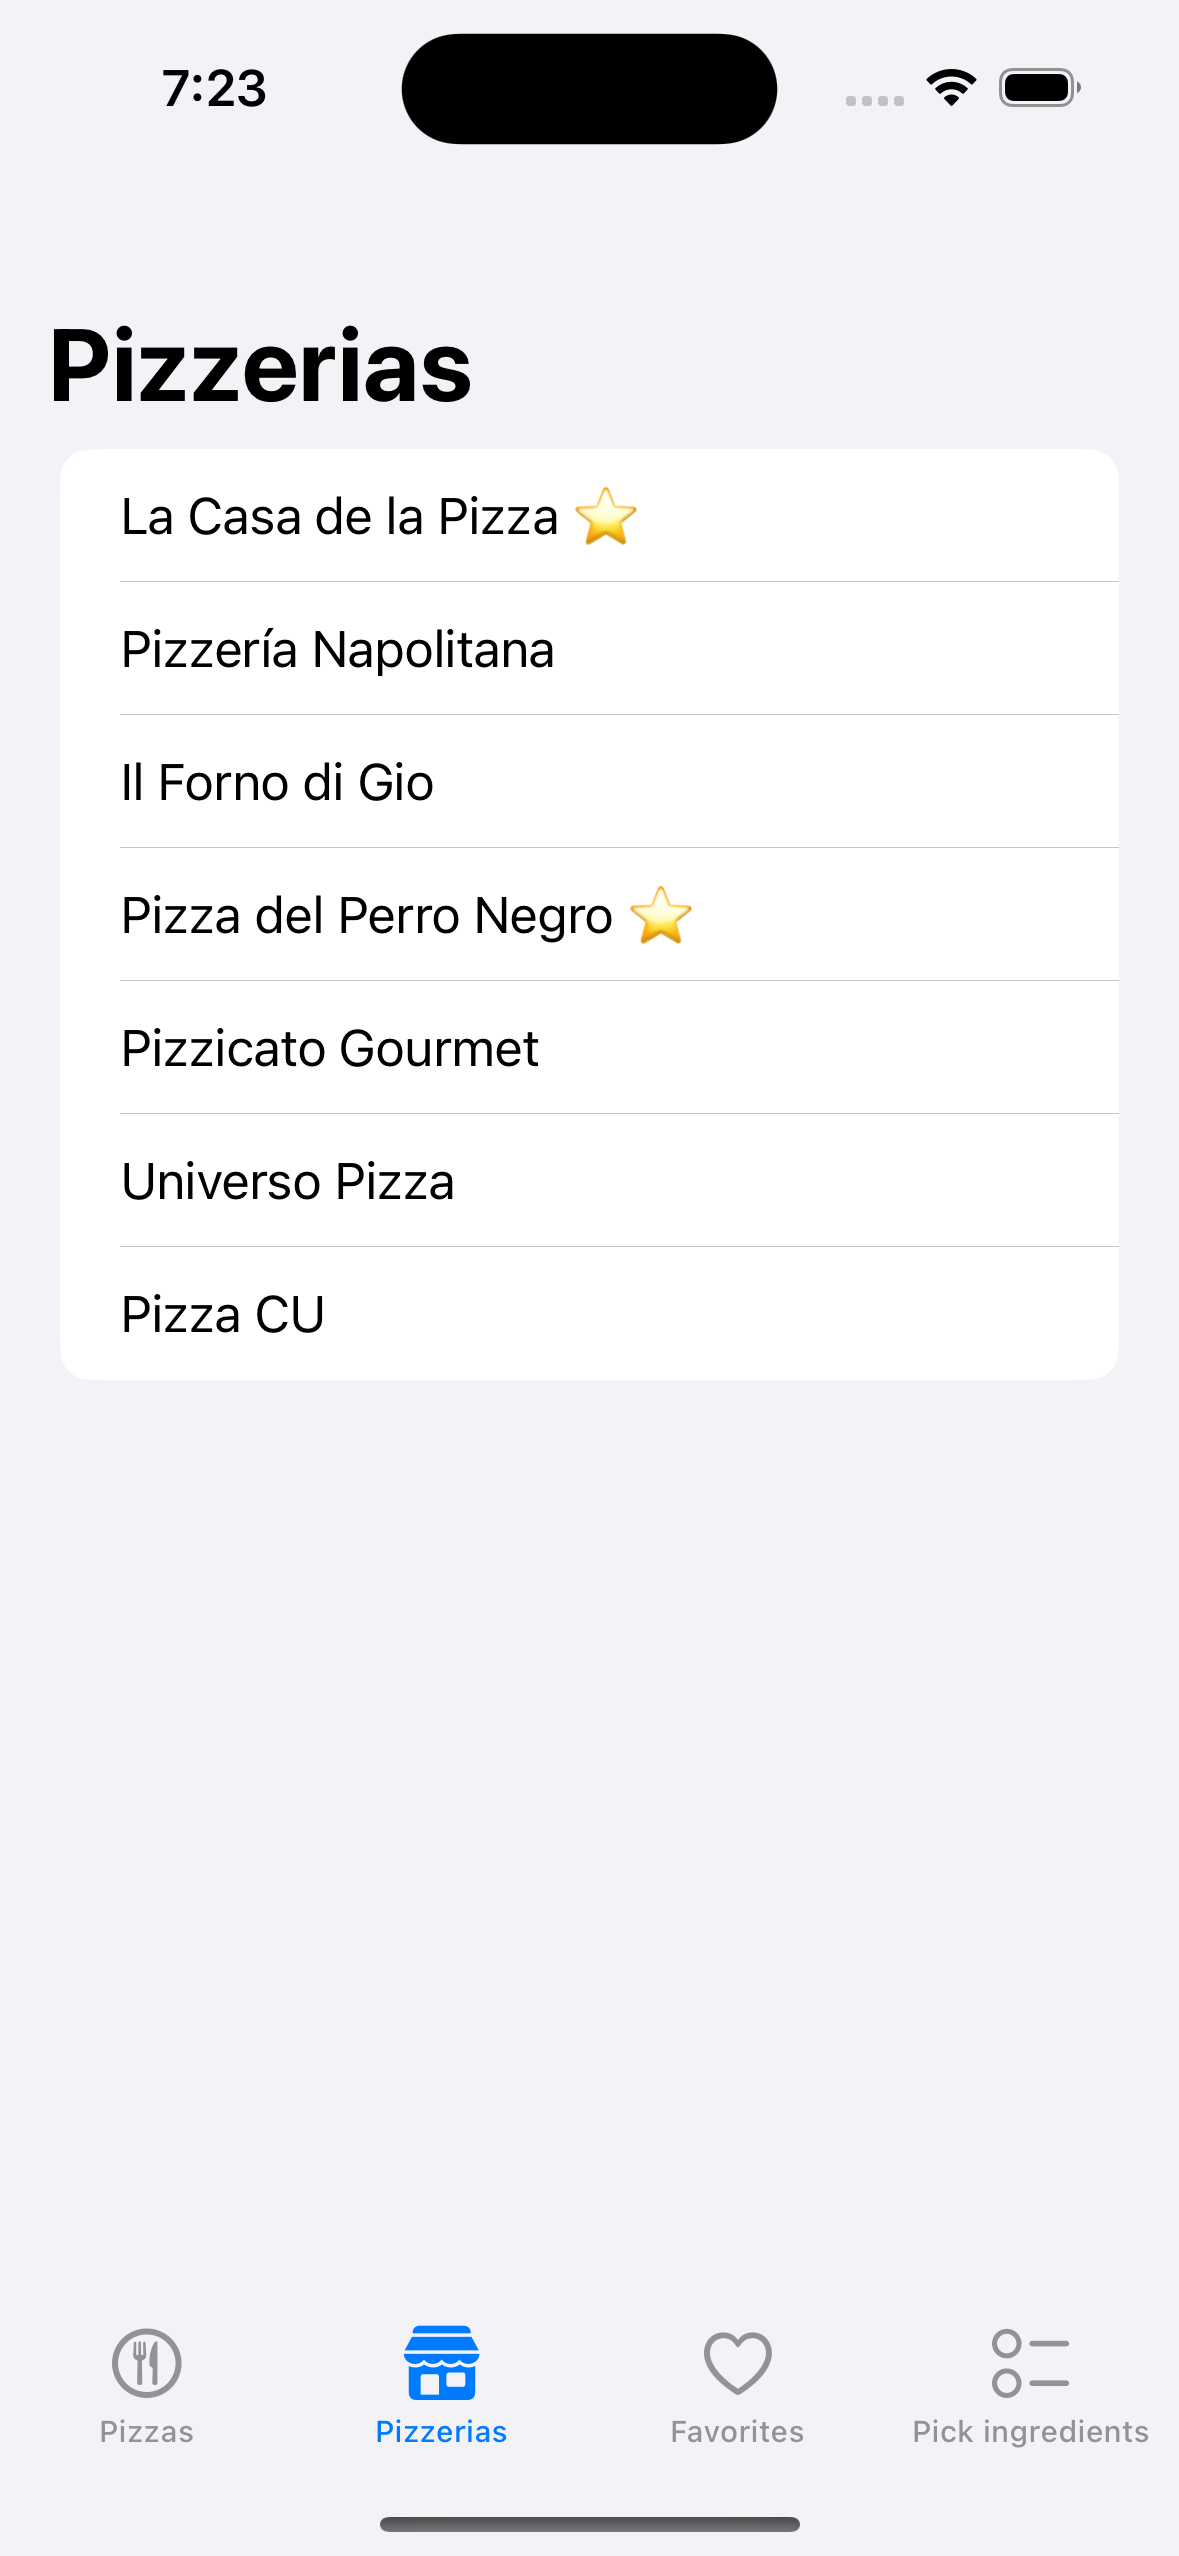 7:23
Pizzerias
La Casa de la Pizza ⭐
Pizzería Napolitana
Il Forno di Gio
Pizza del Perro Negro ⭐
Pizzicato Gourmet
Universo Pizza
Pizza CU
Pizzas
Pizzerias
Favorites
Pick ingredients